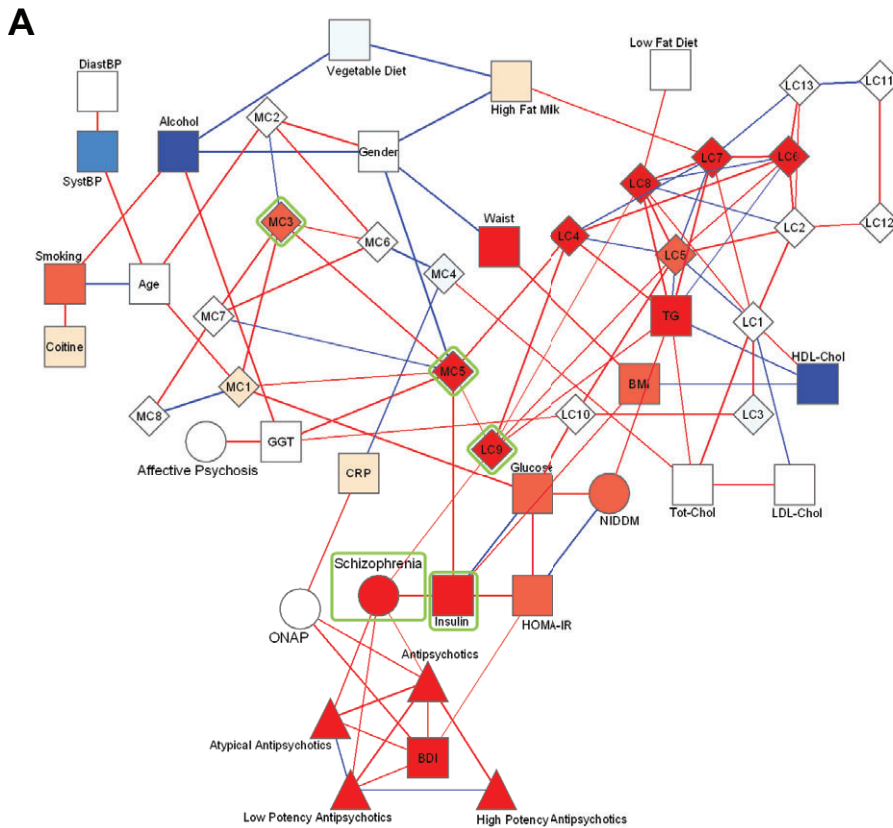 A
Low Fat Diet
DiastBP
Vegetable Diet
LC13
LC11
High Fat Milk
Alcohol
MC2
Gender
SystBP
LC7
LC6
LC8
MC3
Waist
LC4
LC2
LC12
MC6
LC5
Smoking
Age
MC4
MC7
TG
LC1
Coitine
HDL-Chol
MC5
BMI
MC1
MC8
LC10
LC3
GGT
LC9
Affective Psychosis
CRP
Glucose
NIDDM
Tot-Chol
LDL-Chol
Schizophrenia
ONAP
Insulin
HOMA-IR
Antipsychotics
Atypical Antipsychotics
BDI
Low Potency Antipsychotics
High Potency Antipsychotics